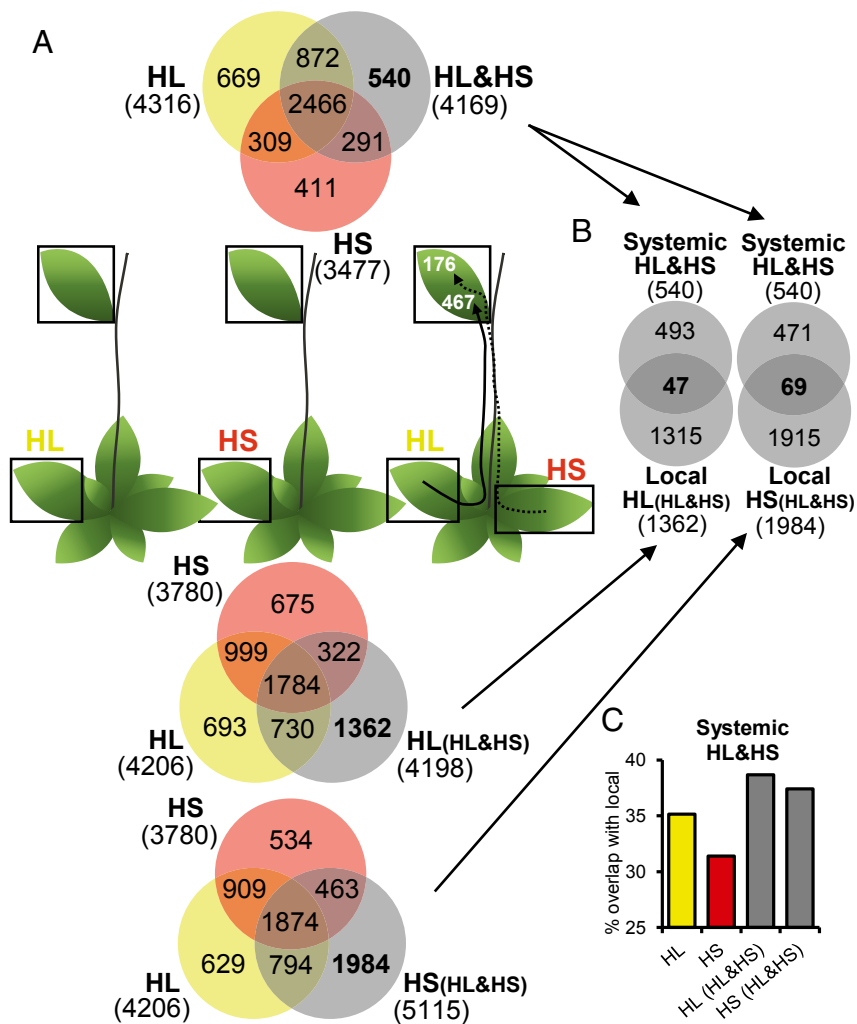 A
HL
(4316)
669
872
540
HL&HS
(4169)
2466
309
291
411
HS
(3477)
176
467
HL
HS
HL
HS
B
Systemic
HL&HS
(540)
Systemic
HL&HS
(540)
493
471
47
69
1315
1915
Local
HL(HL&HS)
(1362)
Local
HS(HL&HS)
(1984)
HS
(3780)
675
999
322
1784
693
730
1362
HL
(4206)
HL(HL&HS)
(4198)
HS
(3780)
534
909
463
1874
629
794
1984
HL
(4206)
HS(HL&HS)
(5115)
C
Systemic
HL&HS
% overlap with local
40
35
30
25
HL
HS
HL (HL&HS)
HS (HL&HS)